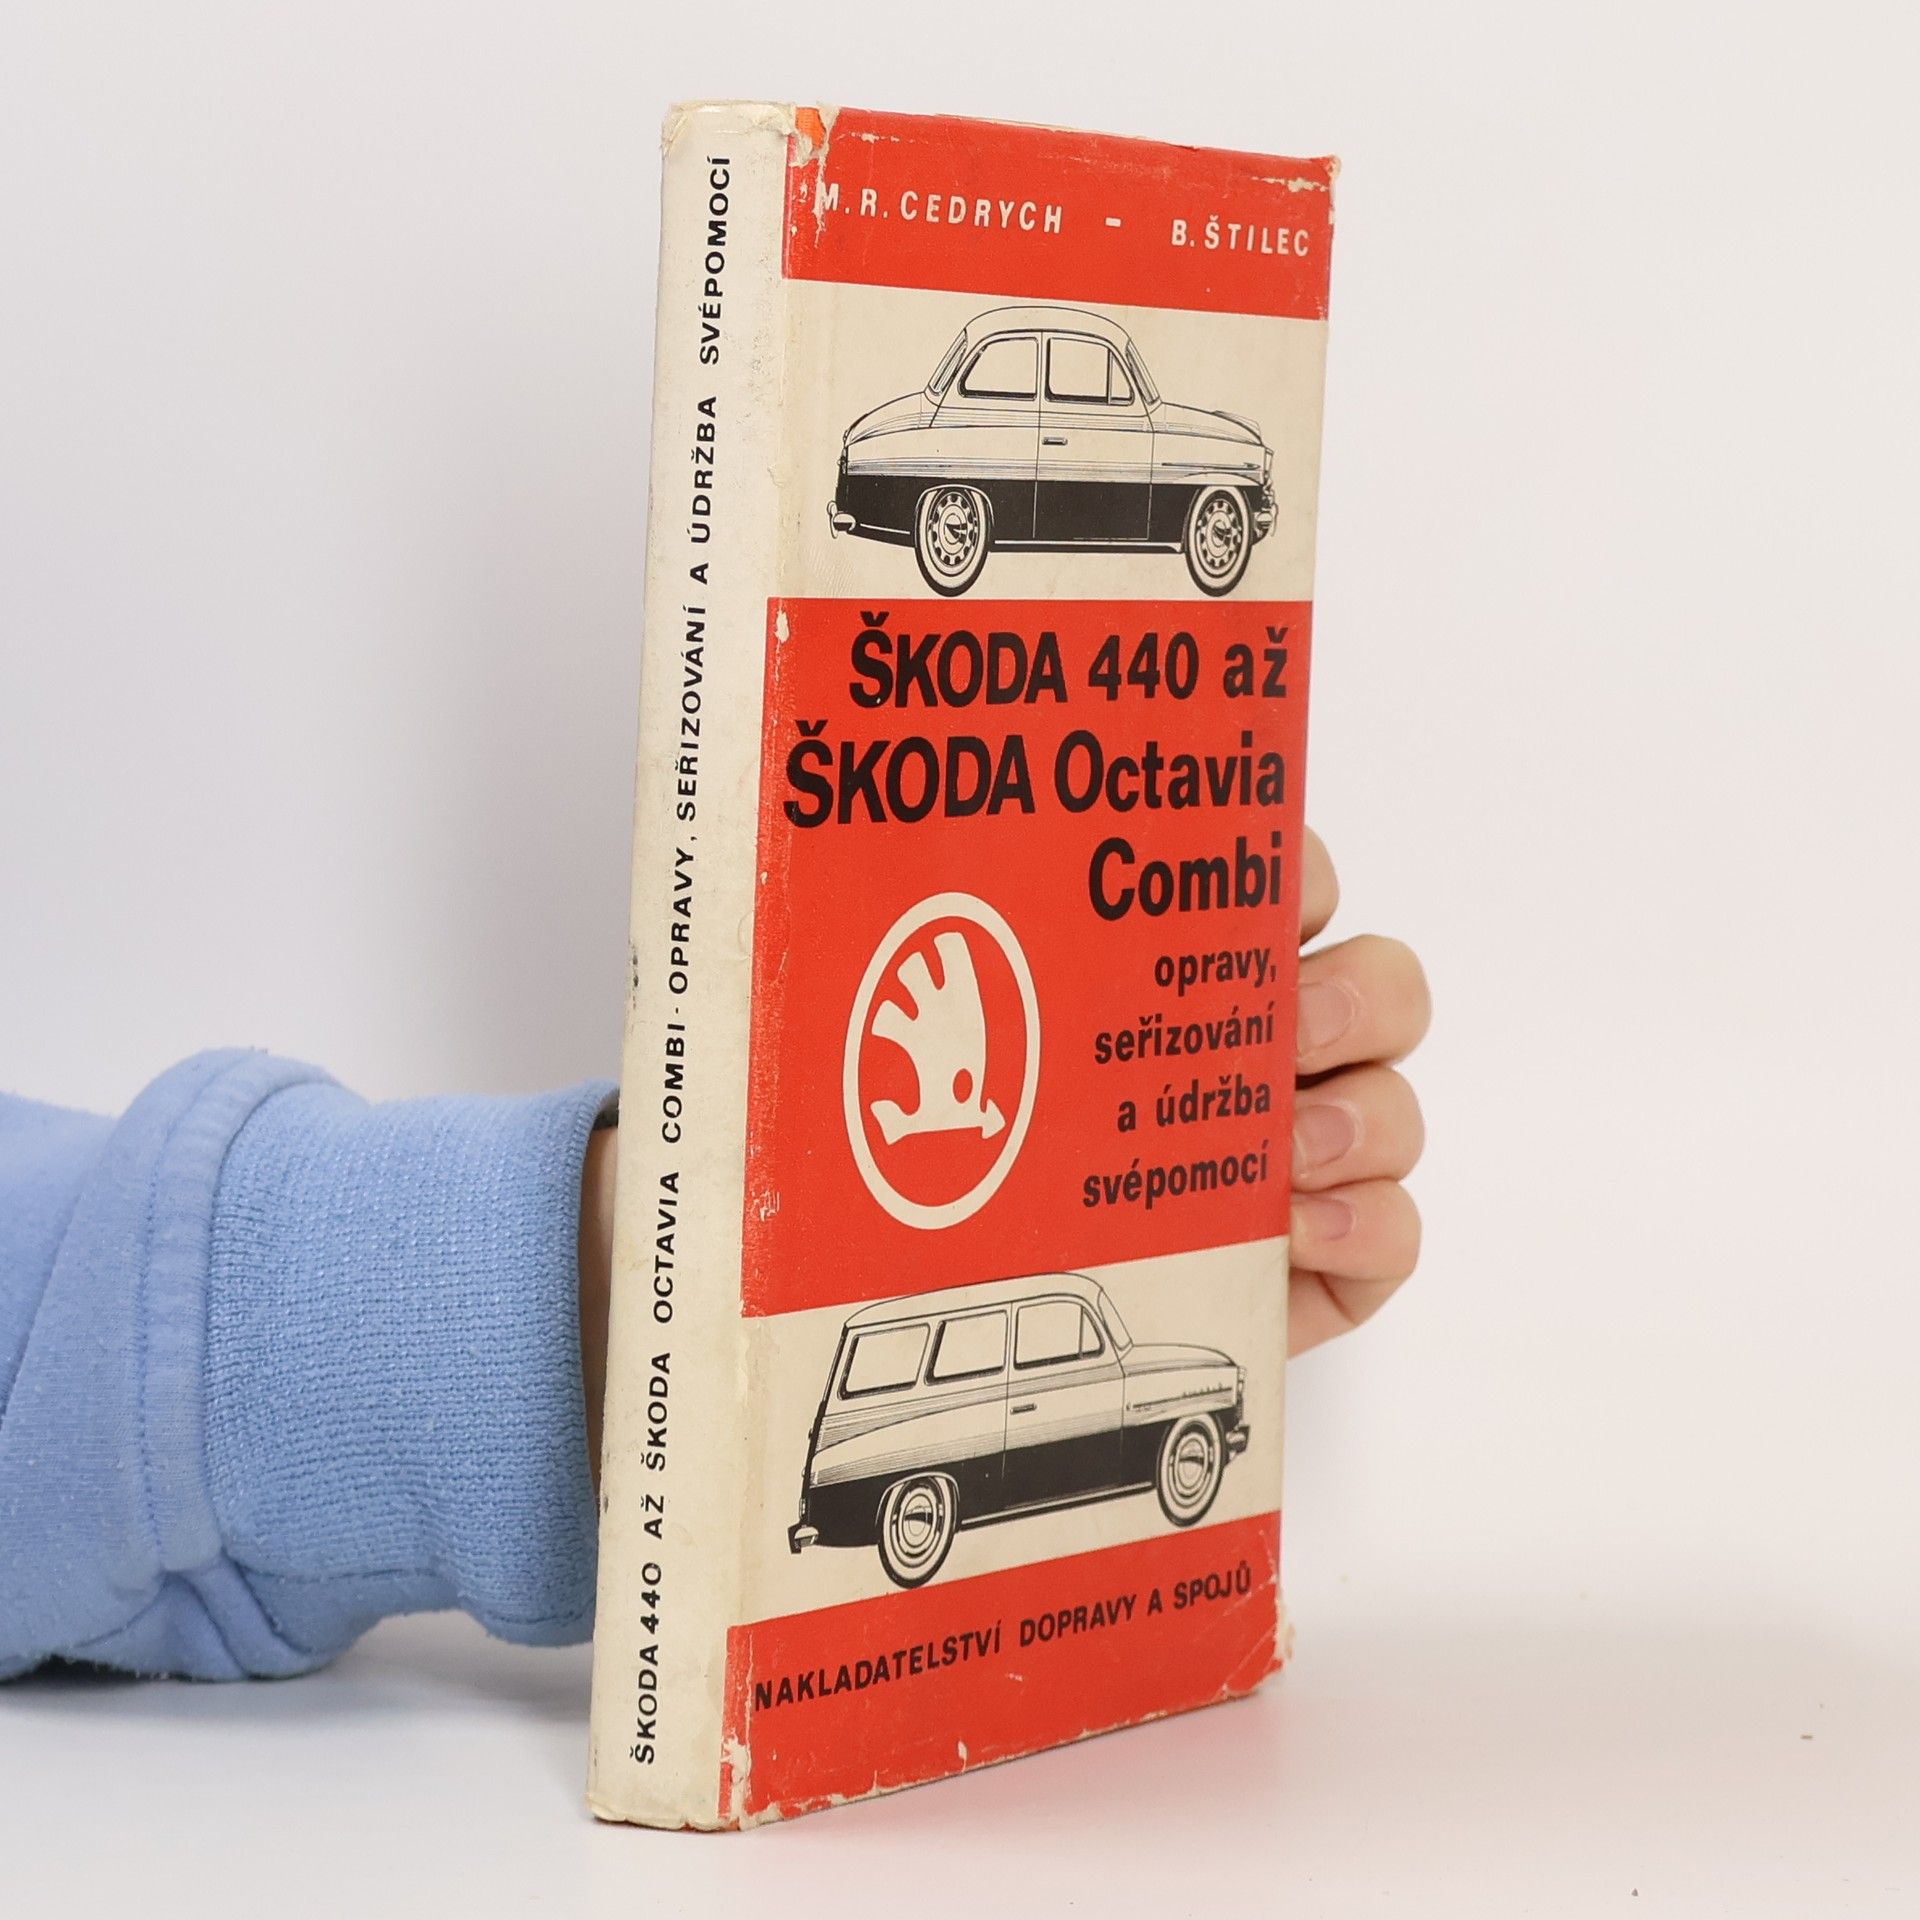 ŠKODA 440 AŽ ŠKODA OCTAVIA COMBI - OPRAVY, SEŘIZOVÁNÍ A ÚDRŽBA SVÉPOMOCÍ
M. R. CEDRYCH – B. ŠTILEC
ŠKODA 440 až
ŠKODA Octavia
Combi
opravy,
seřizování
a údržba
svépomocí
NAKLADATELSTVÍ DOPRAVY A SPOJŮ